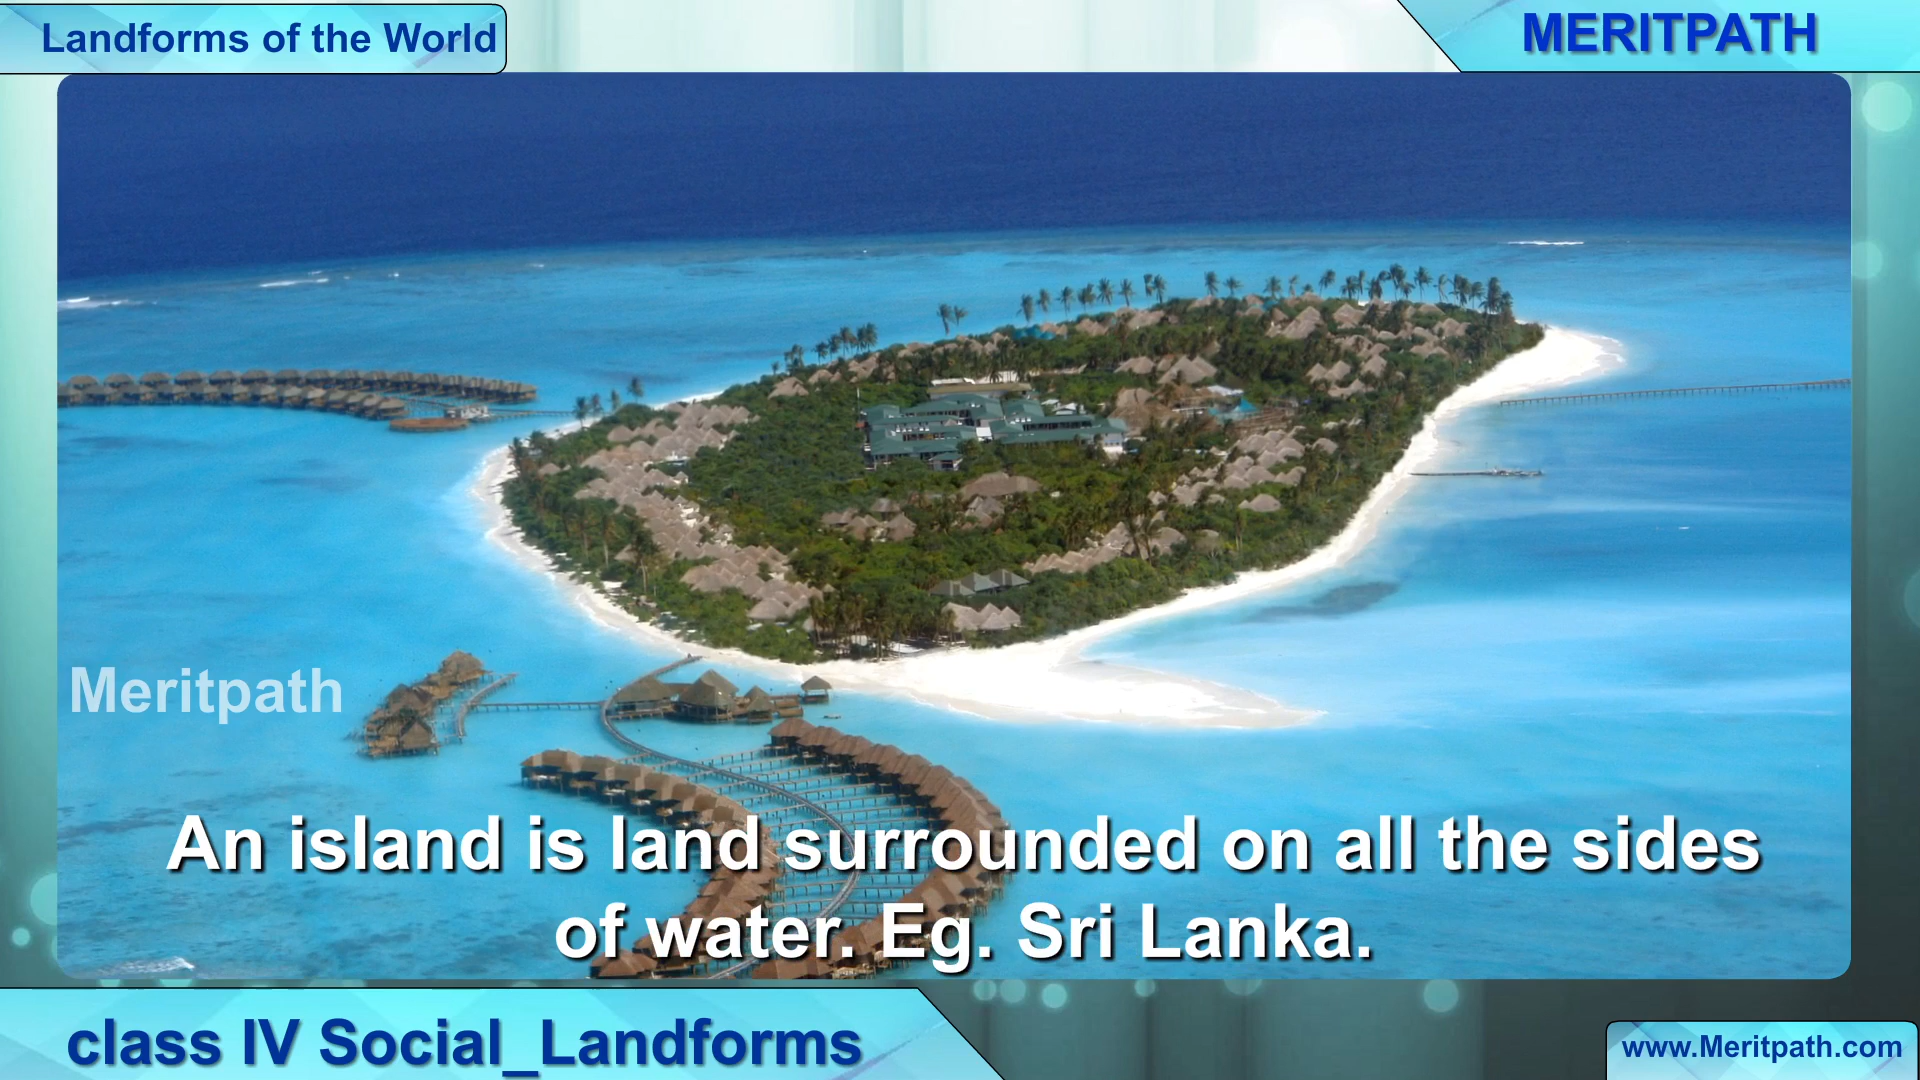 Landforms of the World
MERITPATH
Meritpath
An island is land surrounded on all the sides
of water. Eg. Sri Lanka.
class IV Social_Landforms
www.Meritpath.com